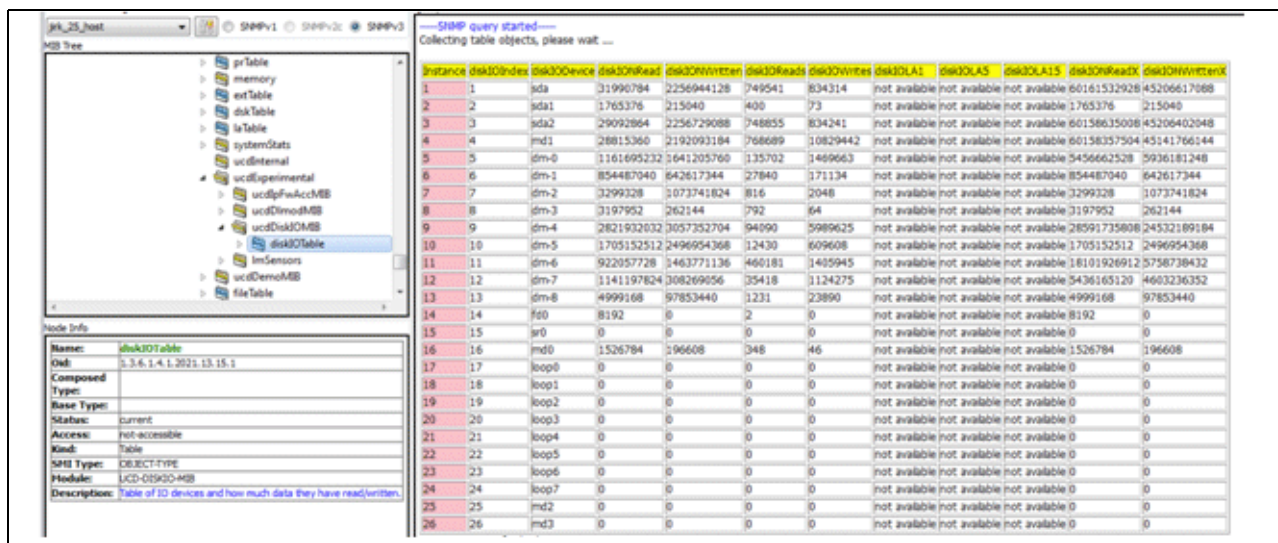 jrk_25_host SNMPv1 SNMPv2c SNMPv3
MIB Tree
prTable
memory
extTable
dskTable
laTable
systemStats
ucdInternal
ucdExperimental
ucdIpFwAccMIB
ucdDlmodMIB
ucdDiskIOMIB
diskIOTable
lmSensors
ucdDemoMIB
fileTable
Node Info
Name: diskIOTable
Oid: 1.3.6.1.4.1.2021.13.15.1
Composed Type:
Base Type:
Status: current
Access: not-accessible
Kind: Table
SMI Type: OBJECT-TYPE
Module: UCD-DISKIO-MIB
Description: Table of IO devices and how much data they have read/written.
----SNMP query started----
Collecting table objects, please wait ....
Instance diskIOIndex diskIODevice diskIONRead diskIONWritten diskIOReads diskIOWrites diskIOLA1 diskIOLA5 diskIOLA15 diskIONReadX diskIONWrittenX
1 1 sda 31990784 2256944128 749541 834314 not available not available not available 60161532928 45206617088
2 2 sda1 1765376 215040 400 73 not available not available not available 1765376 215040
3 3 sda2 29092864 2256729088 748855 834241 not available not available not available 60158635008 45206402048
4 4 md1 28815360 2192093184 768689 10829442 not available not available not available 60158357504 45141766144
5 5 dm-0 1161695232 1641205760 135702 1469663 not available not available not available 5456662528 5936181248
6 6 dm-1 854487040 642617344 27840 171134 not available not available not available 854487040 642617344
7 7 dm-2 3299328 1073741824 816 2048 not available not available not available 3299328 1073741824
8 8 dm-3 3197952 262144 792 64 not available not available not available 3197952 262144
9 9 dm-4 2821932032 3057352704 94090 5989625 not available not available not available 28591735808 24532189184
10 10 dm-5 1705152512 2496954368 12430 609608 not available not available not available 1705152512 2496954368
11 11 dm-6 922057728 1463771136 460181 1405945 not available not available not available 18101926912 5758738432
12 12 dm-7 1141197824 308269056 35418 1124275 not available not available not available 5436165120 4603236352
13 13 dm-8 4999168 97853440 1231 23890 not available not available not available 4999168 97853440
14 14 fd0 8192 0 2 0 not available not available not available 8192 0
15 15 sr0 0 0 0 0 not available not available not available 0 0
16 16 md0 1526784 196608 348 46 not available not available not available 1526784 196608
17 17 loop0 0 0 0 0 not available not available not available 0 0
18 18 loop1 0 0 0 0 not available not available not available 0 0
19 19 loop2 0 0 0 0 not available not available not available 0 0
20 20 loop3 0 0 0 0 not available not available not available 0 0
21 21 loop4 0 0 0 0 not available not available not available 0 0
22 22 loop5 0 0 0 0 not available not available not available 0 0
23 23 loop6 0 0 0 0 not available not available not available 0 0
24 24 loop7 0 0 0 0 not available not available not available 0 0
25 25 md2 0 0 0 0 not available not available not available 0 0
26 26 md3 0 0 0 0 not available not available not available 0 0